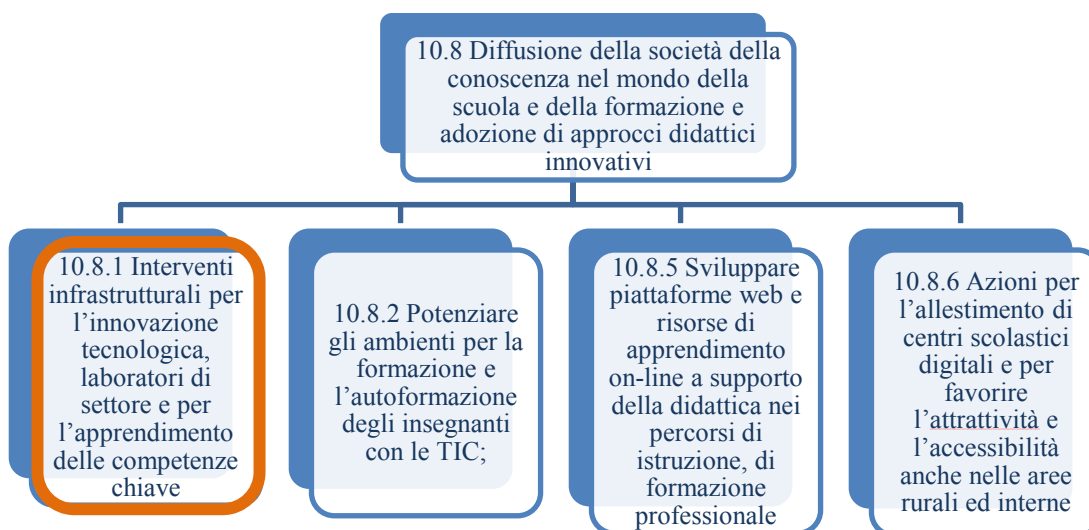 10.8 Diffusione della società della
conoscenza nel mondo della
scuola e della formazione e
adozione di approcci didattici
innovativi
10.8.1 Interventi
infrastrutturali per
l’innovazione
tecnologica,
laboratori di
settore e per
l’apprendimento
delle competenze
chiave
10.8.2 Potenziare
gli ambienti per la
formazione e
l’autoformazione
degli insegnanti
con le TIC;
10.8.5 Sviluppare
piattaforme web e
risorse di
apprendimento
on-line a supporto
della didattica nei
percorsi di
istruzione, di
formazione
professionale
10.8.6 Azioni per
l’allestimento di
centri scolastici
digitali e per
favorire
l’attrattività e
l’accessibilità
anche nelle aree
rurali ed interne